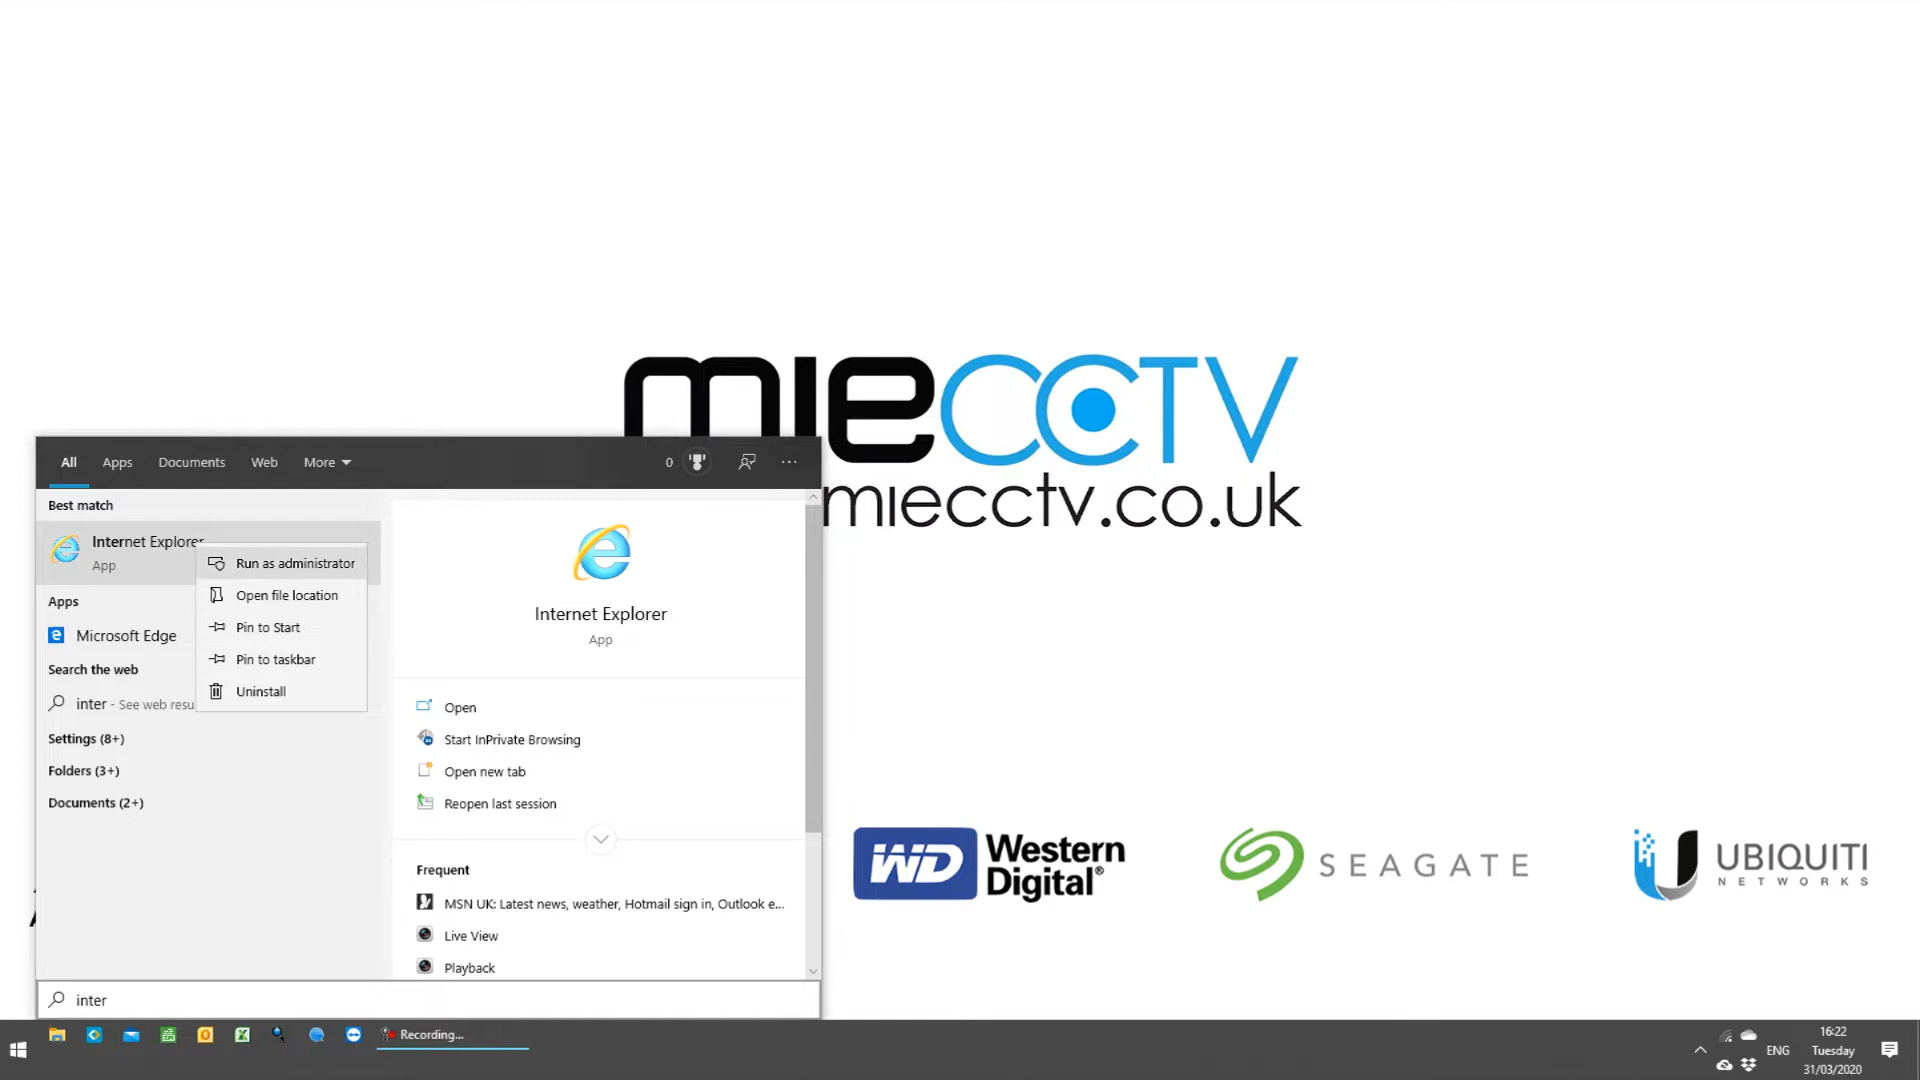 mıeCCTV
miecctv.co.uk
All
Apps
Documents
Web
More
0
Best match
Internet Explorer
App
Run as administrator
Open file location
Pin to Start
Pin to taskbar
Uninstall
Apps
Microsoft Edge
Search the web
inter - See web resu
Settings (8+)
Folders (3+)
Documents (2+)
Internet Explorer
App
Open
Start InPrivate Browsing
Open new tab
Reopen last session
Frequent
MSN UK: Latest news, weather, Hotmail sign in, Outlook e...
Live View
Playback
inter
WD Western
Digital®
SEAGATE
UBIQUITI
NETWORKS
Recording...
ENG
16:22
Tuesday
31/03/2020